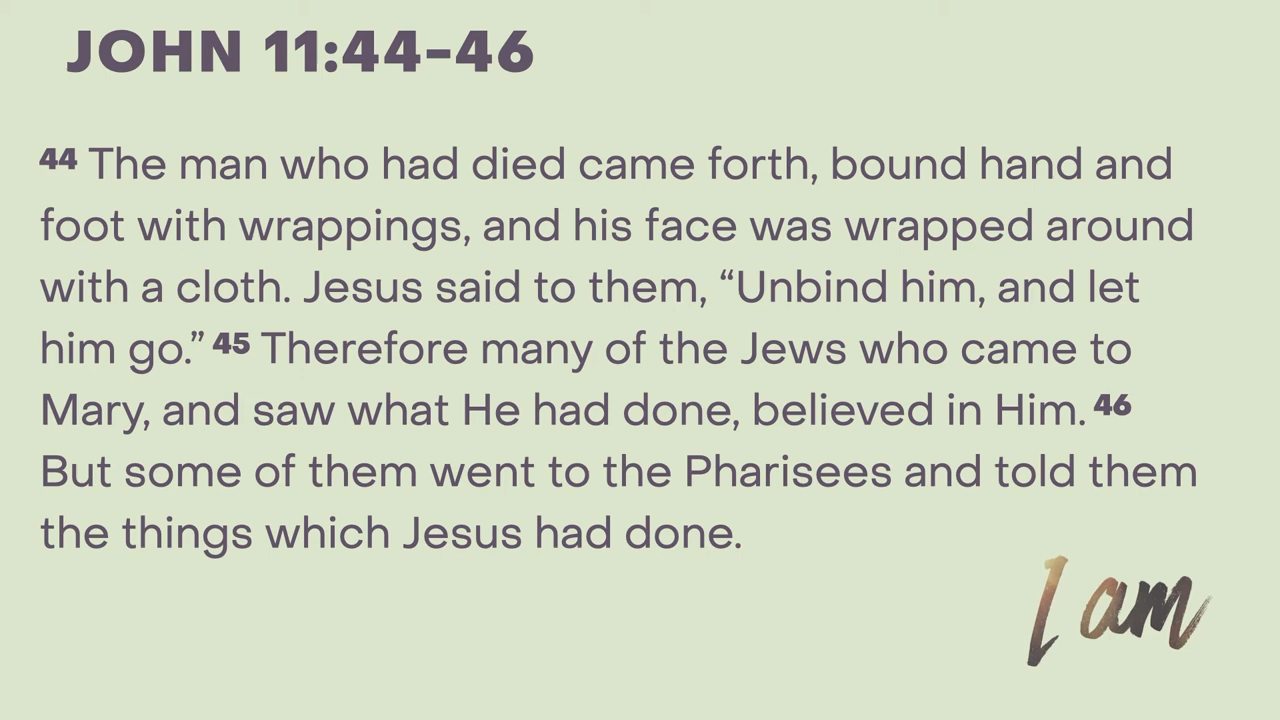 JOHN 11:44-46
44 The man who had died came forth, bound hand and
foot with wrappings, and his face was wrapped around
with a cloth. Jesus said to them, “Unbind him, and let
him go.” 45 Therefore many of the Jews who came to
Mary, and saw what He had done, believed in Him. 46
But some of them went to the Pharisees and told them
the things which Jesus had done.
I am